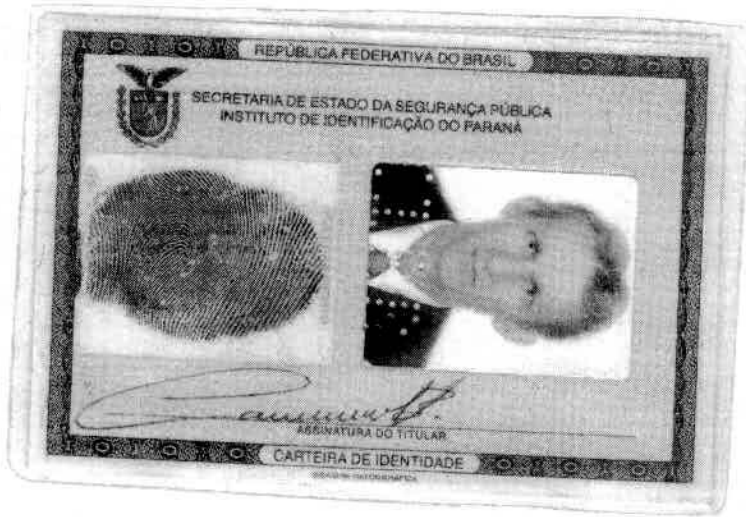 REPÚBLICA FEDERATIVA DO BRASIL
SECRETARIA DE ESTADO DA SEGURANÇA PÚBLICA
INSTITUTO DE IDENTIFICAÇÃO DO PARANÁ
ASSINATURA DO TITULAR
CARTEIRA DE IDENTIDADE